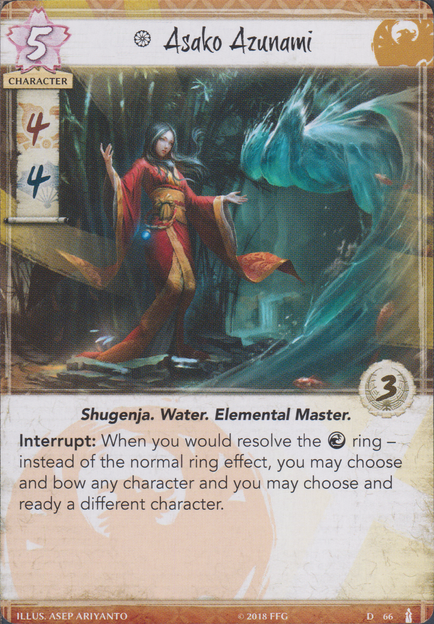 5
Asako Azunami
CHARACTER
4
4
3
Shugenja. Water. Elemental Master.
Interrupt: When you would resolve the ring –
instead of the normal ring effect, you may choose
and bow any character and you may choose and
ready a different character.
ILLUS. ASEP ARIYANTO © 2018 FFG D 66